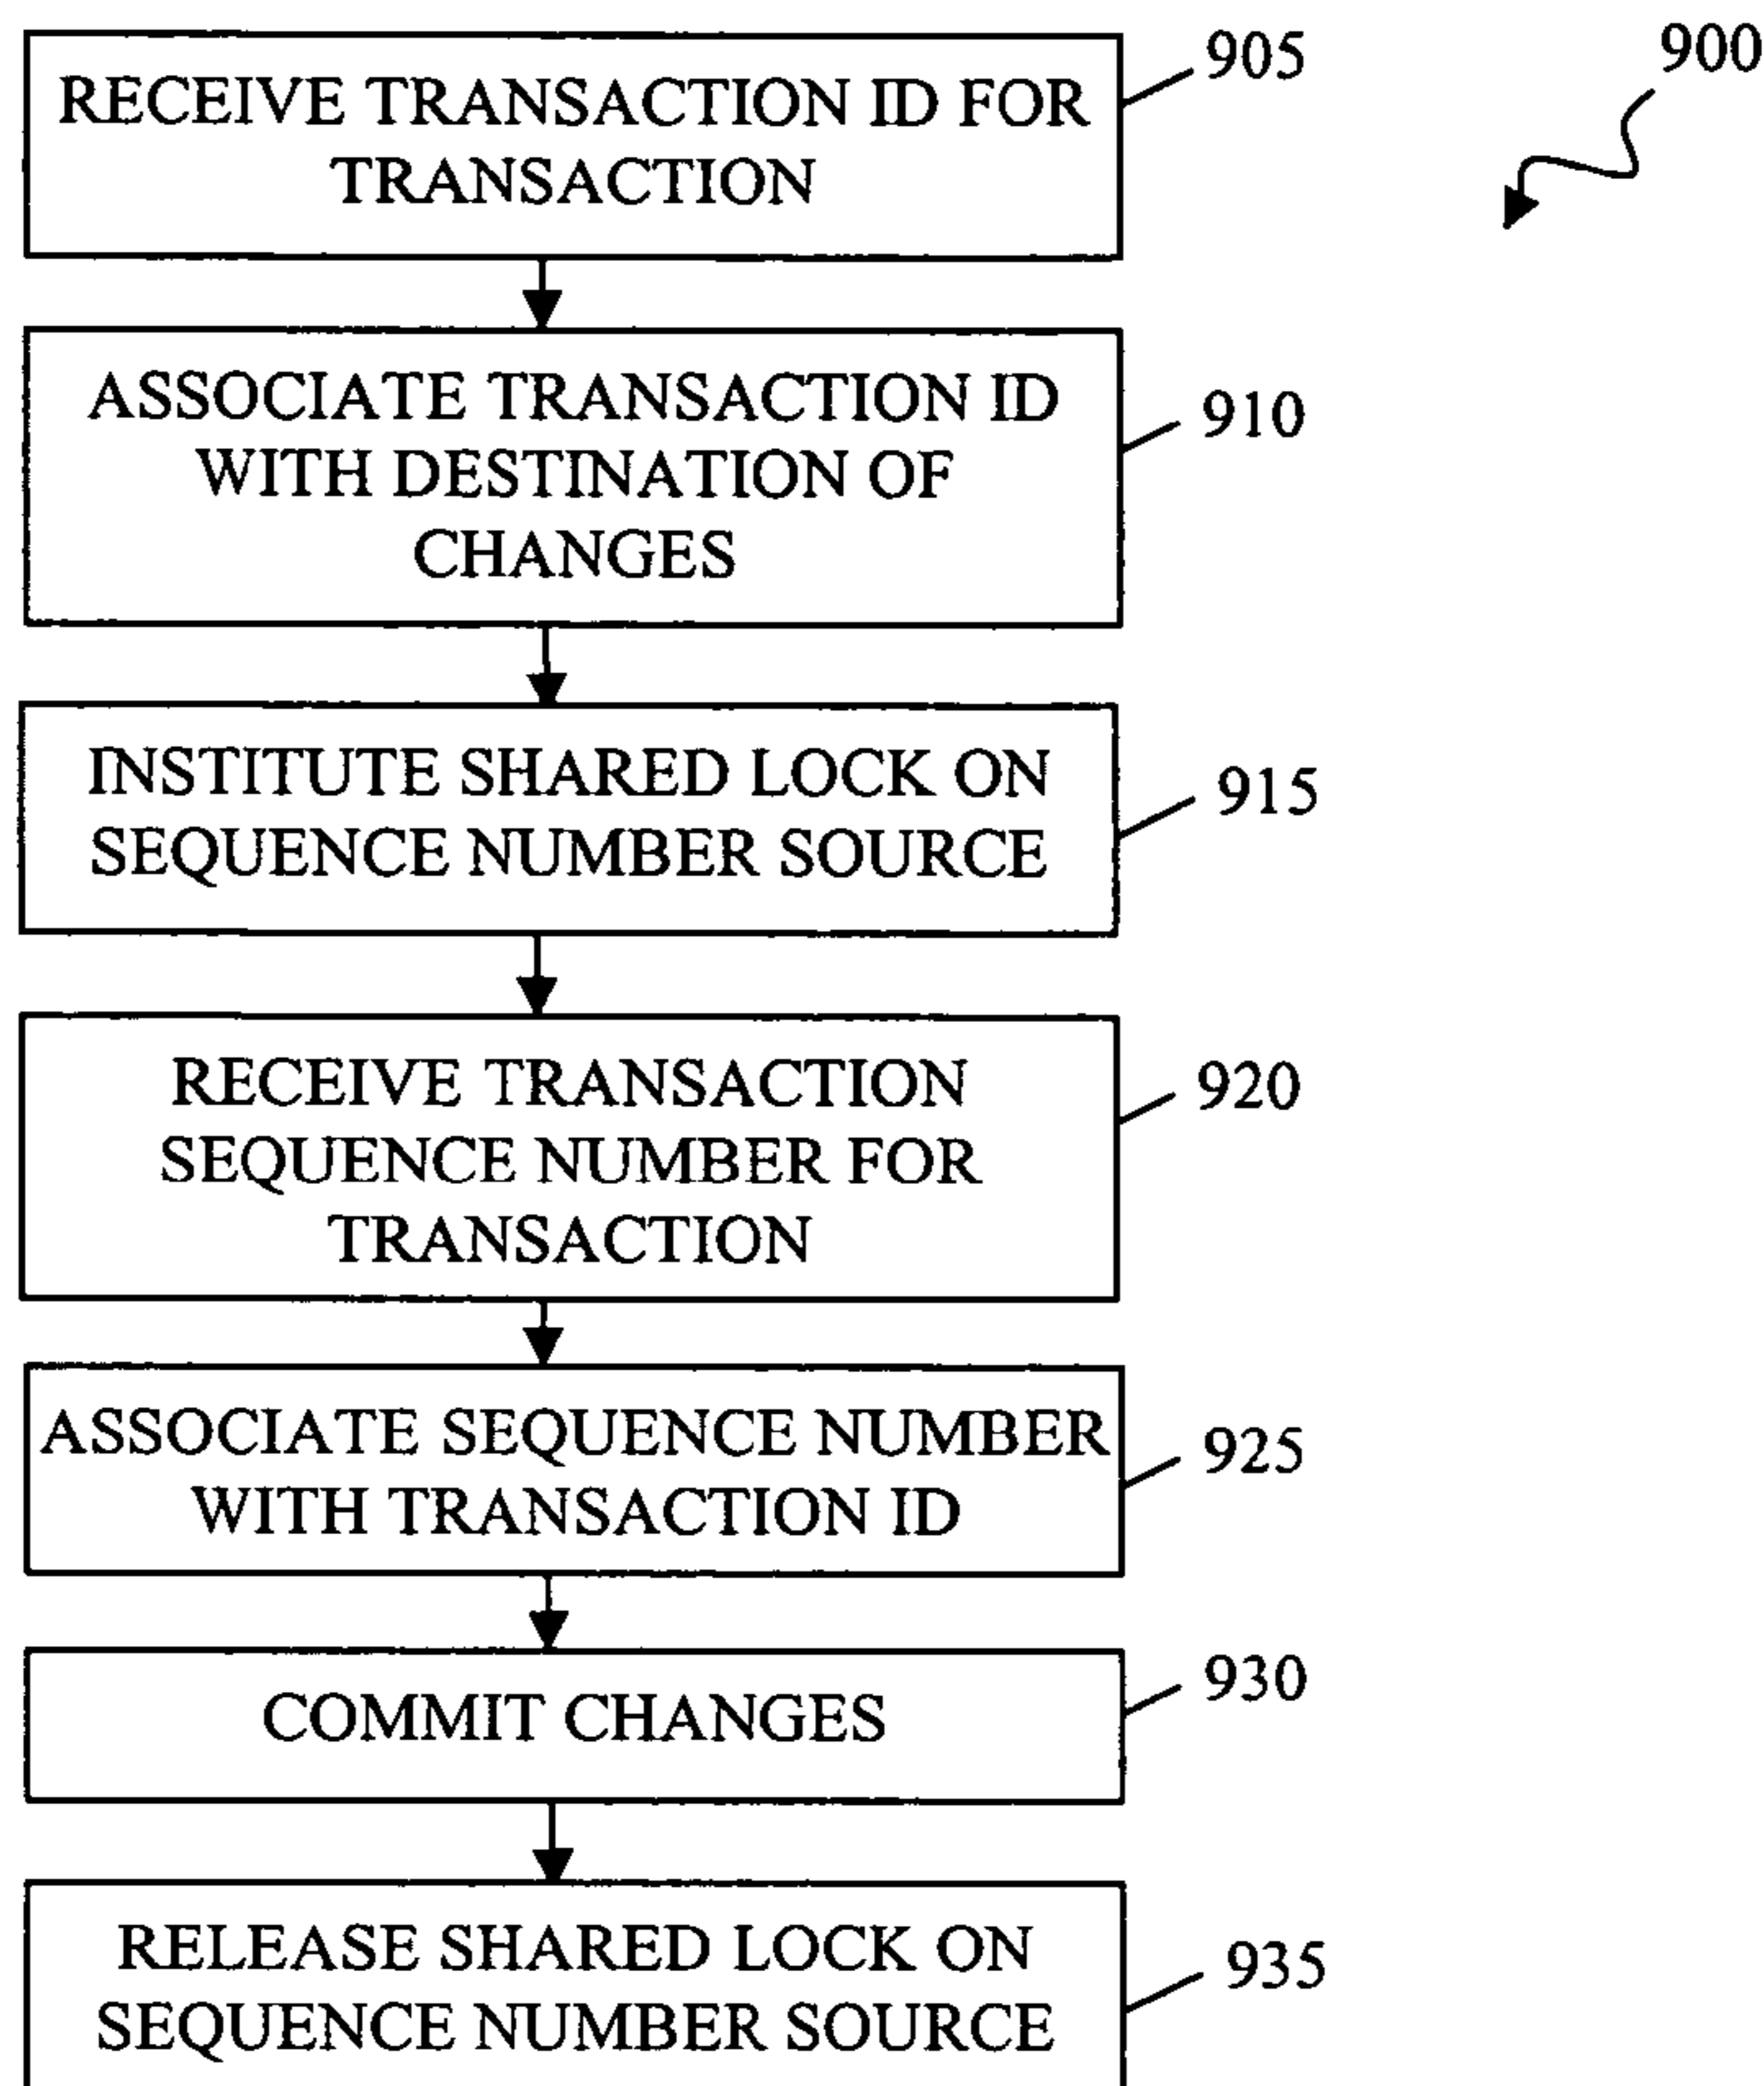 RECEIVE TRANSACTION ID FOR
TRANSACTION
905
900
ASSOCIATE TRANSACTION ID
WITH DESTINATION OF
CHANGES
910
INSTITUTE SHARED LOCK ON
SEQUENCE NUMBER SOURCE
915
RECEIVE TRANSACTION
SEQUENCE NUMBER FOR
TRANSACTION
920
ASSOCIATE SEQUENCE NUMBER
WITH TRANSACTION ID
925
COMMIT CHANGES
930
RELEASE SHARED LOCK ON
SEQUENCE NUMBER SOURCE
935